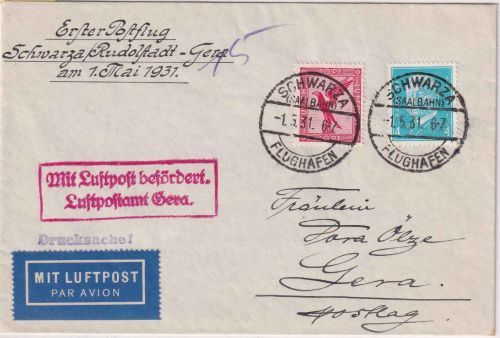 Erster Postflug
Schwarza/Rudolstadt - Gera
am 1. Mai 1931.
SCHWARZA
(SAALBAHN)
-1.5.31. 6-7
FLUGHAFEN
SCHWARZA
(SAALBAHN)
-1.5.31. 6-7
FLUGHAFEN
Mit Luftpost befördert.
Luftpostamt Gera.
Drucksache!
MIT LUFTPOST
PAR AVION
Fräulein
Dora Ölze
Gera.
postlag.